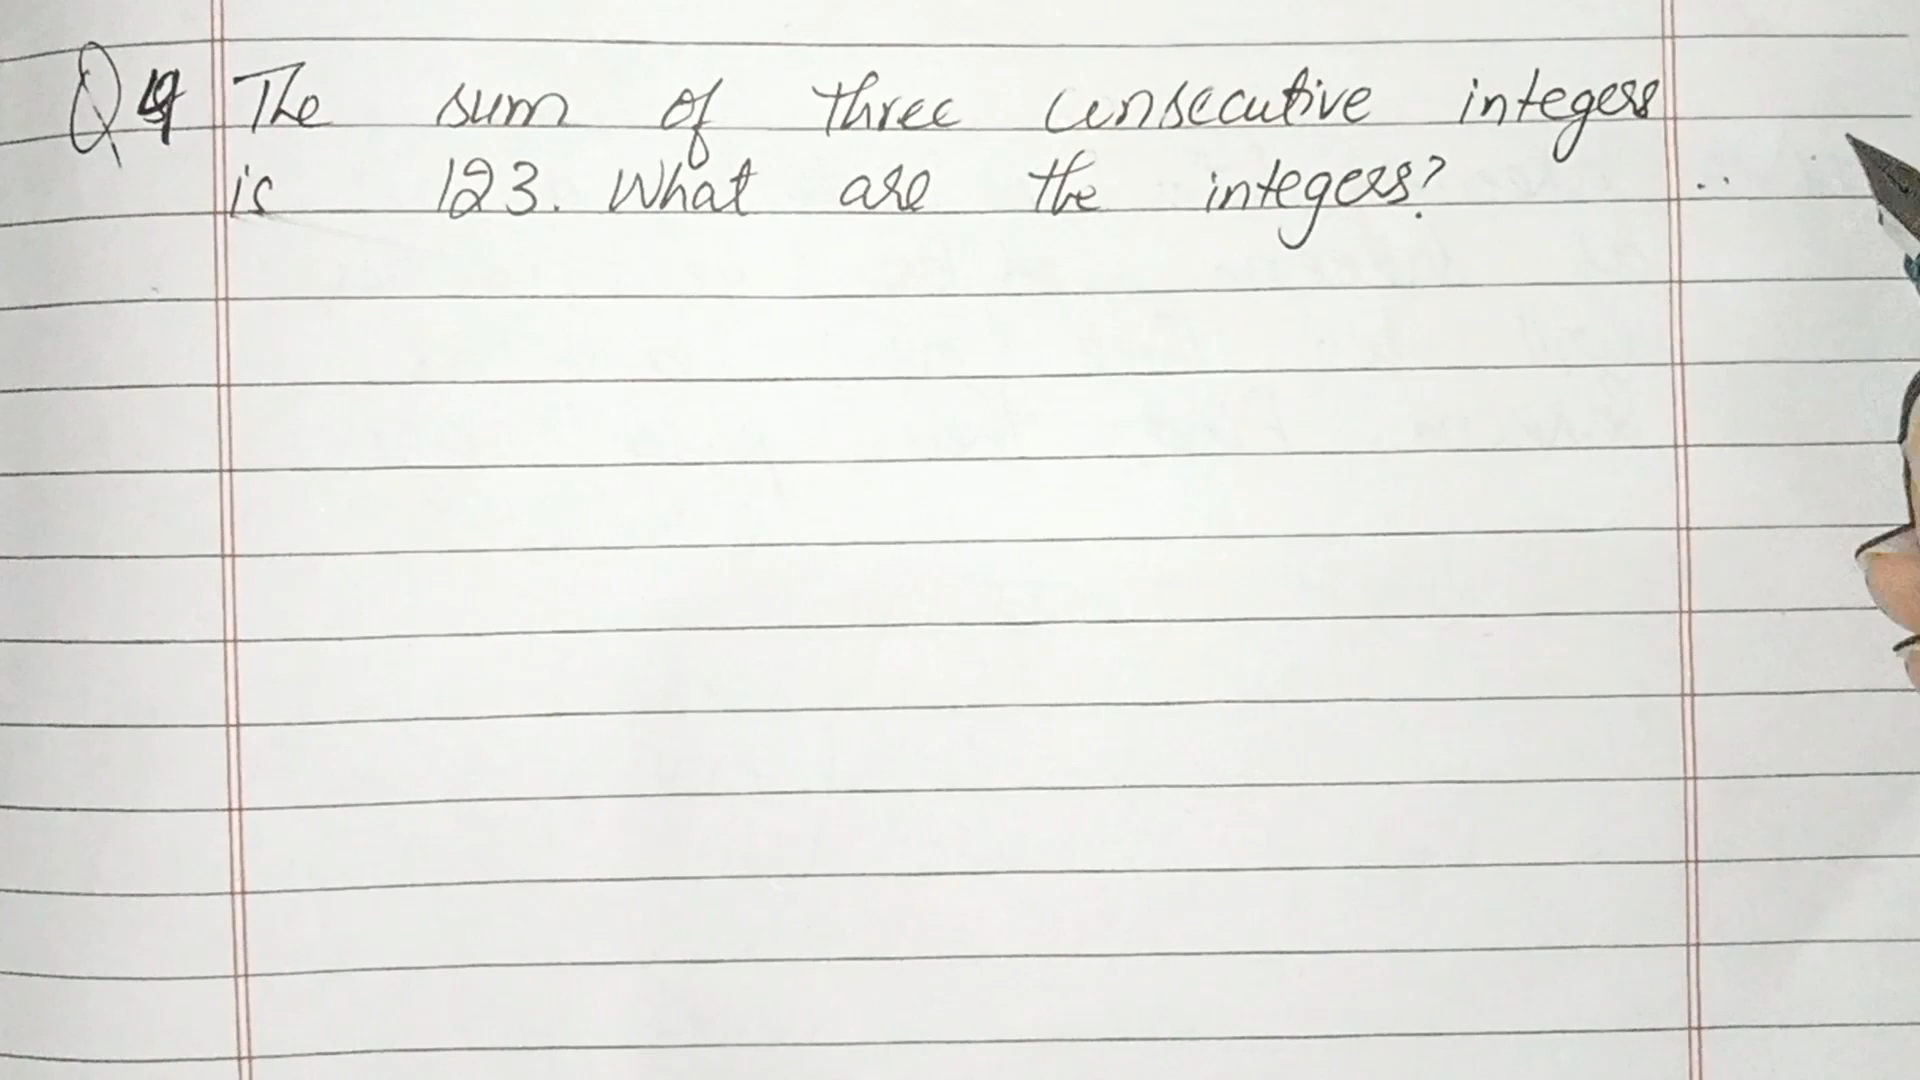 Q4 The sum of three consecutive integers
is 123. What are the integers?